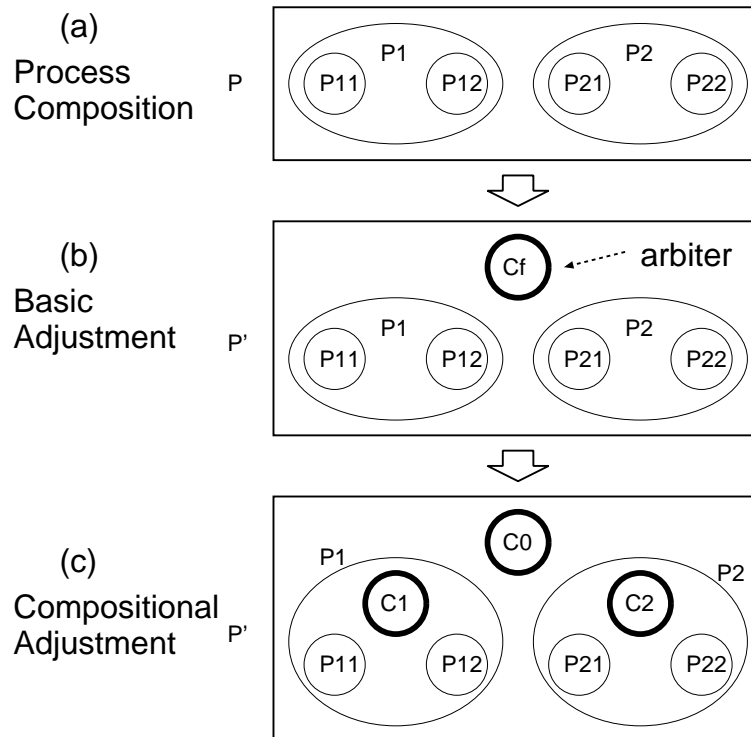 (a)
Process
Composition
P
P1
P11
P12
P2
P21
P22
(b)
Basic
Adjustment
P'
Cf
arbiter
P1
P11
P12
P2
P21
P22
(c)
Compositional
Adjustment
P'
C0
P1
C1
P11
P12
P2
C2
P21
P22